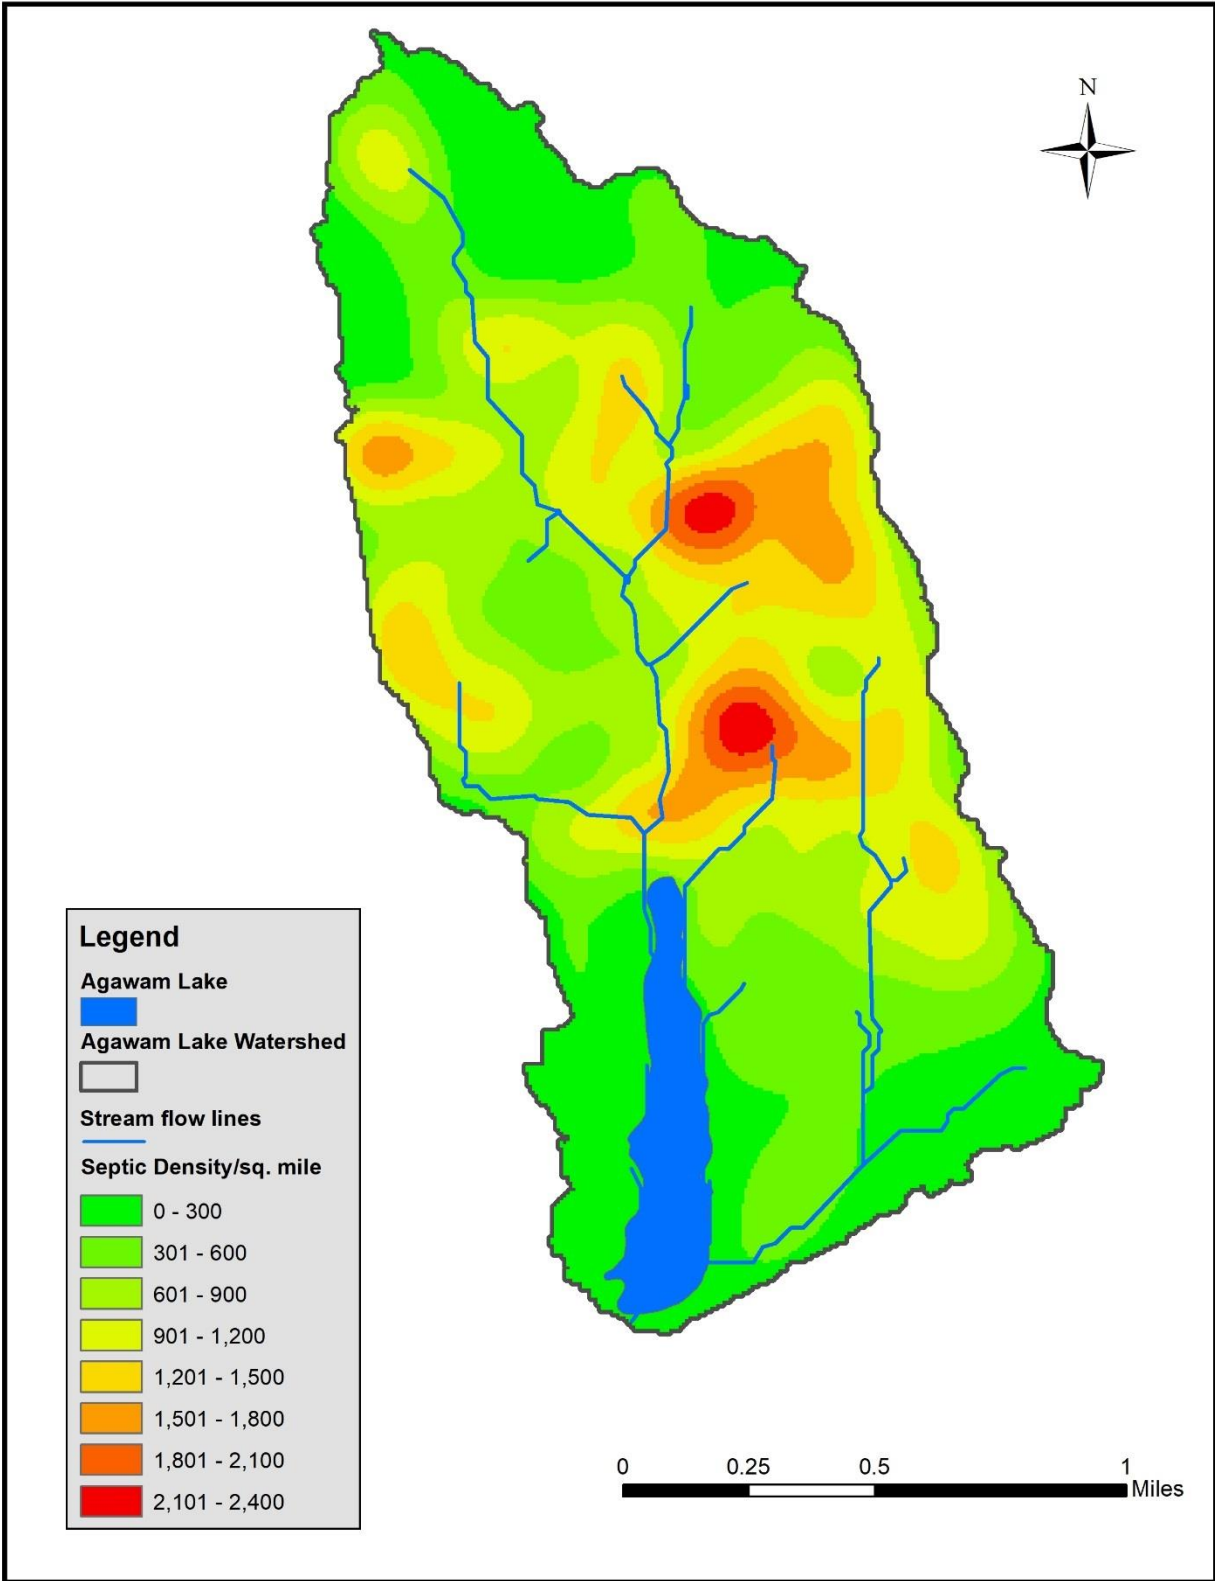 N
Legend
Agawam Lake
Agawam Lake Watershed
Stream flow lines
Septic Density/sq. mile
0 - 300
301 - 600
601 - 900
901 - 1,200
1,201 - 1,500
1,501 - 1,800
1,801 - 2,100
2,101 - 2,400
0 0.25 0.5 1
Miles